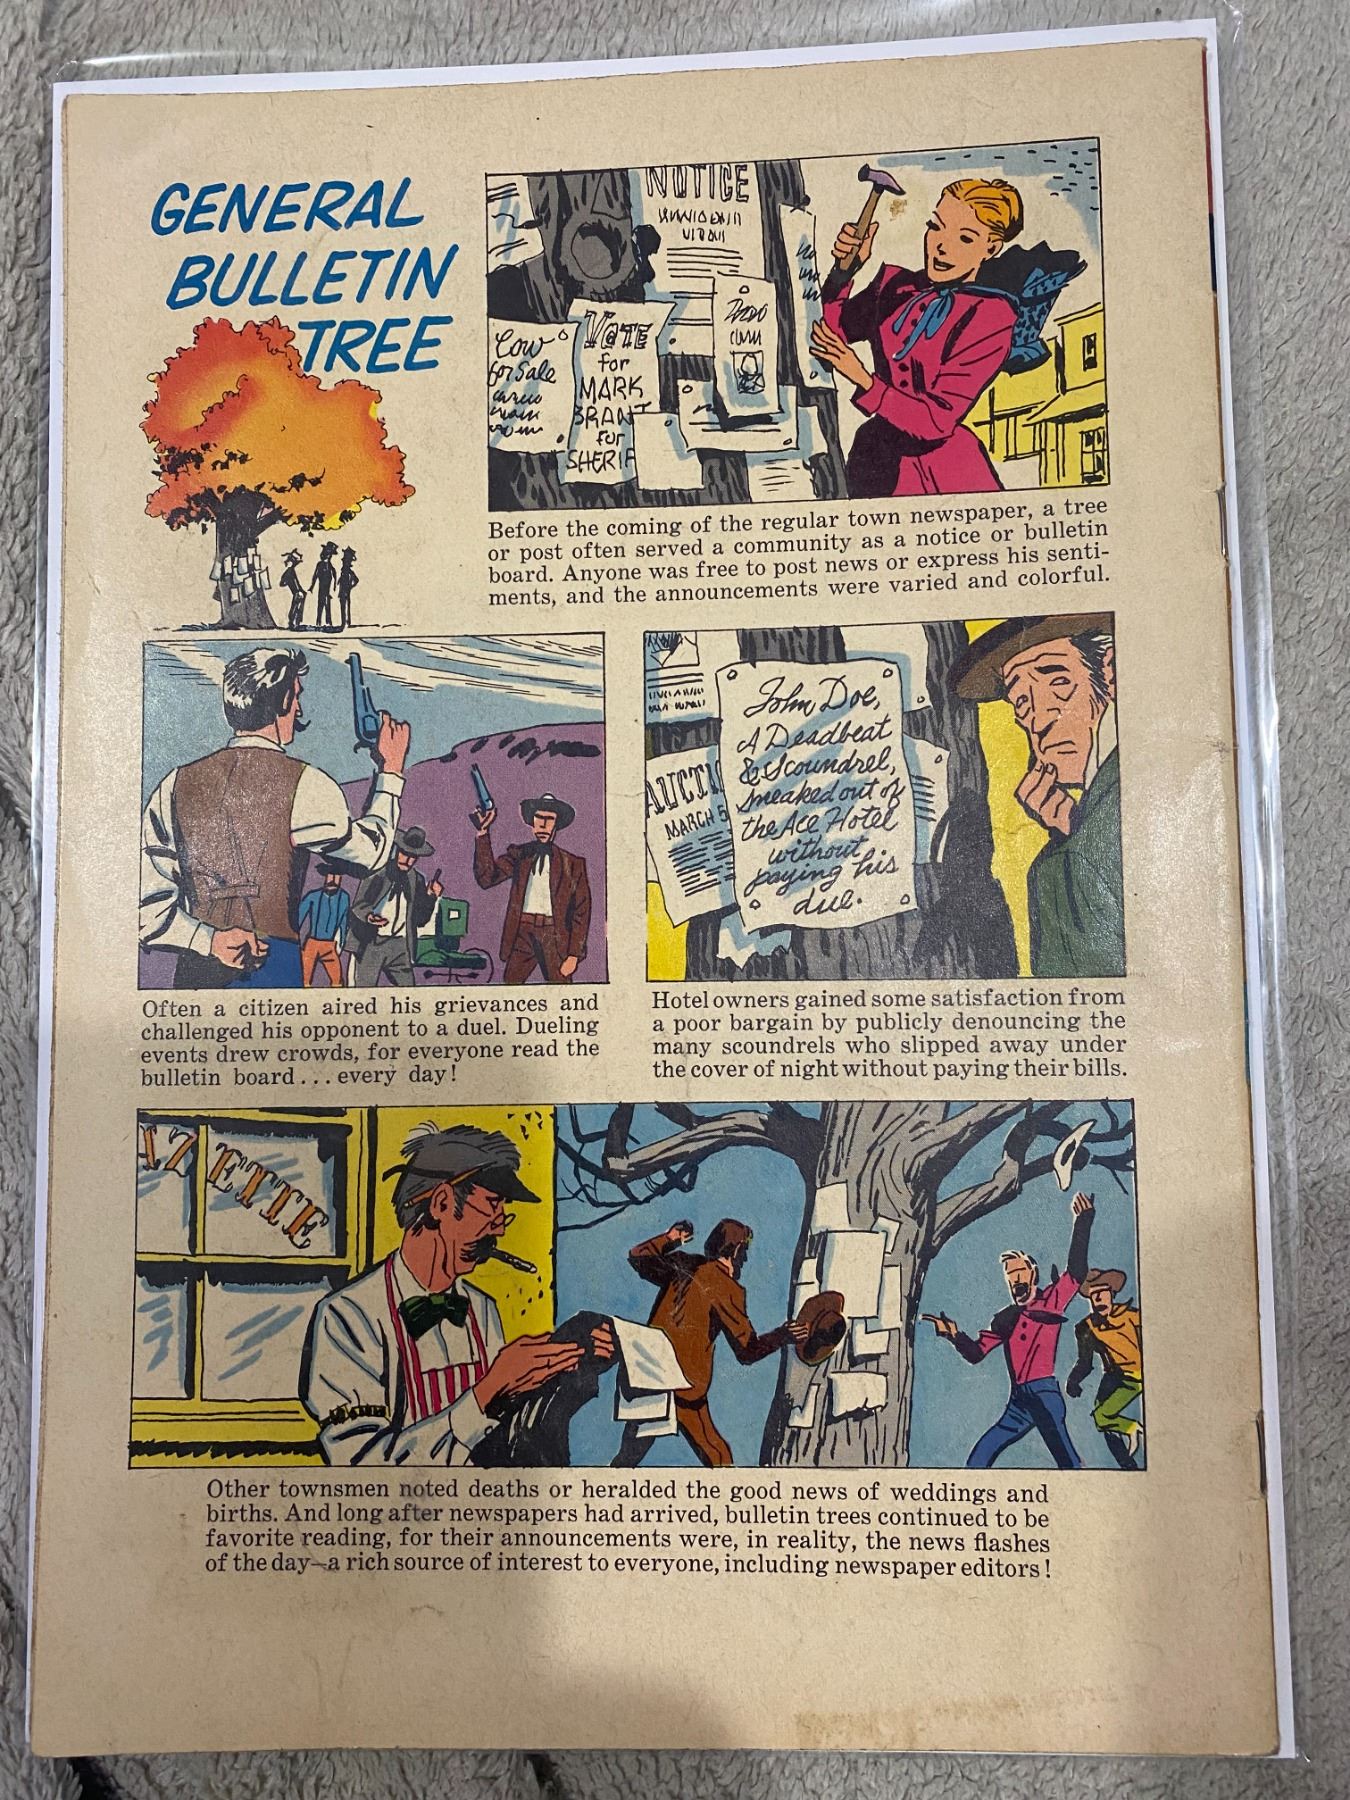 GENERAL
BULLETIN
TREE
NOTICE
Cow
for Sale
VOTE
for
MARK
BRANT
for
SHERIF
Before the coming of the regular town newspaper, a tree
or post often served a community as a notice or bulletin
board. Anyone was free to post news or express his senti-
ments, and the announcements were varied and colorful.
John Doe,
A Deadbeat
& Scoundrel,
sneaked out of
the Ace Hotel
without
paying his
due.
AUCTI
MARCH 5
Often a citizen aired his grievances and
challenged his opponent to a duel. Dueling
events drew crowds, for everyone read the
bulletin board...every day!
Hotel owners gained some satisfaction from
a poor bargain by publicly denouncing the
many scoundrels who slipped away under
the cover of night without paying their bills.
ETTE
Other townsmen noted deaths or heralded the good news of weddings and
births. And long after newspapers had arrived, bulletin trees continued to be
favorite reading, for their announcements were, in reality, the news flashes
of the day—a rich source of interest to everyone, including newspaper editors!